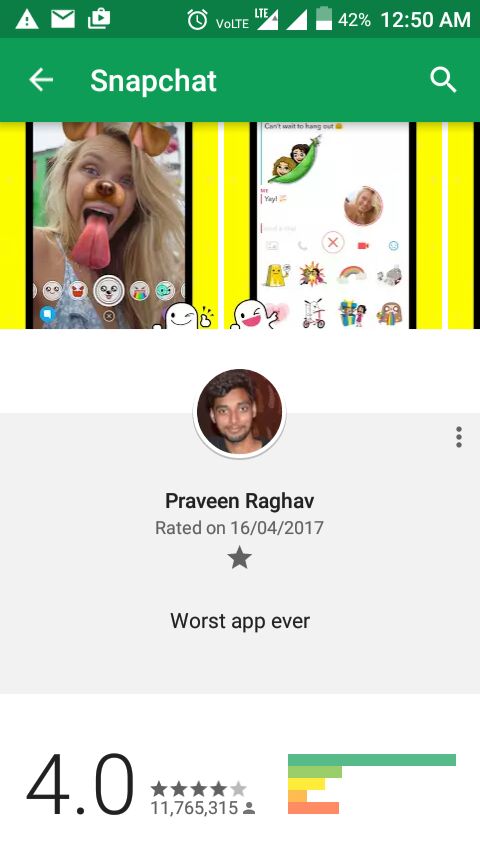 VoLTE LTE 42% 12:50 AM
Snapchat
Can't wait to hang out
ME
Yay!
Praveen Raghav
Rated on 16/04/2017
Worst app ever
4.0
11,765,315